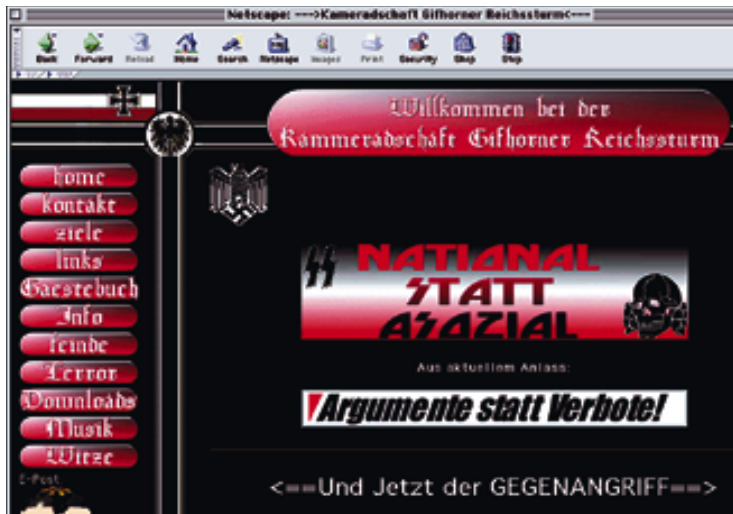 Netscape: --->Kameradschaft Gifhorner Reichssturm<---
Back Forward Reload Home Search Netscape Images Print Security Shop Stop
Willkommen bei der
Kammeradschaft Gifhorner Reichssturm
home
kontakt
ziele
links
Gaestebuch
Info
feinde
Terror
Downloads
Musik
Witze
E-Post
NATIONAL
STATT
ASOZIAL
Aus aktuellem Anlass:
Argumente statt Verbote!
<==Und Jetzt der GEGENANGRIFF==>